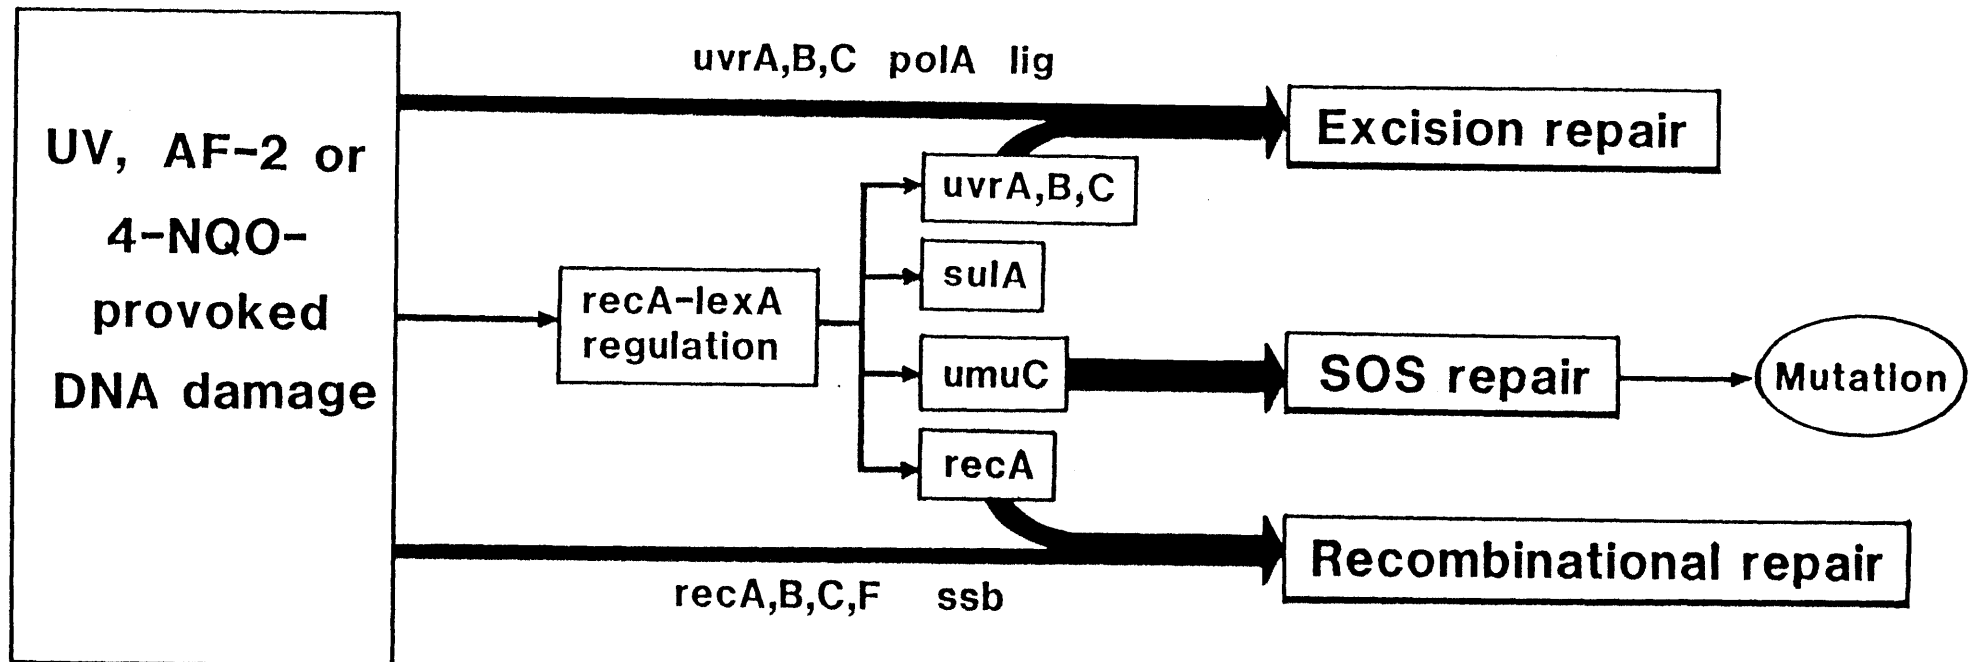 UV, AF-2 or
4-NQO-
provoked
DNA damage
uvrA,B,C polA lig
Excision repair
uvrA,B,C
sulA
recA-lexA
regulation
umuC
SOS repair
Mutation
recA
Recombinational repair
recA,B,C,F ssb